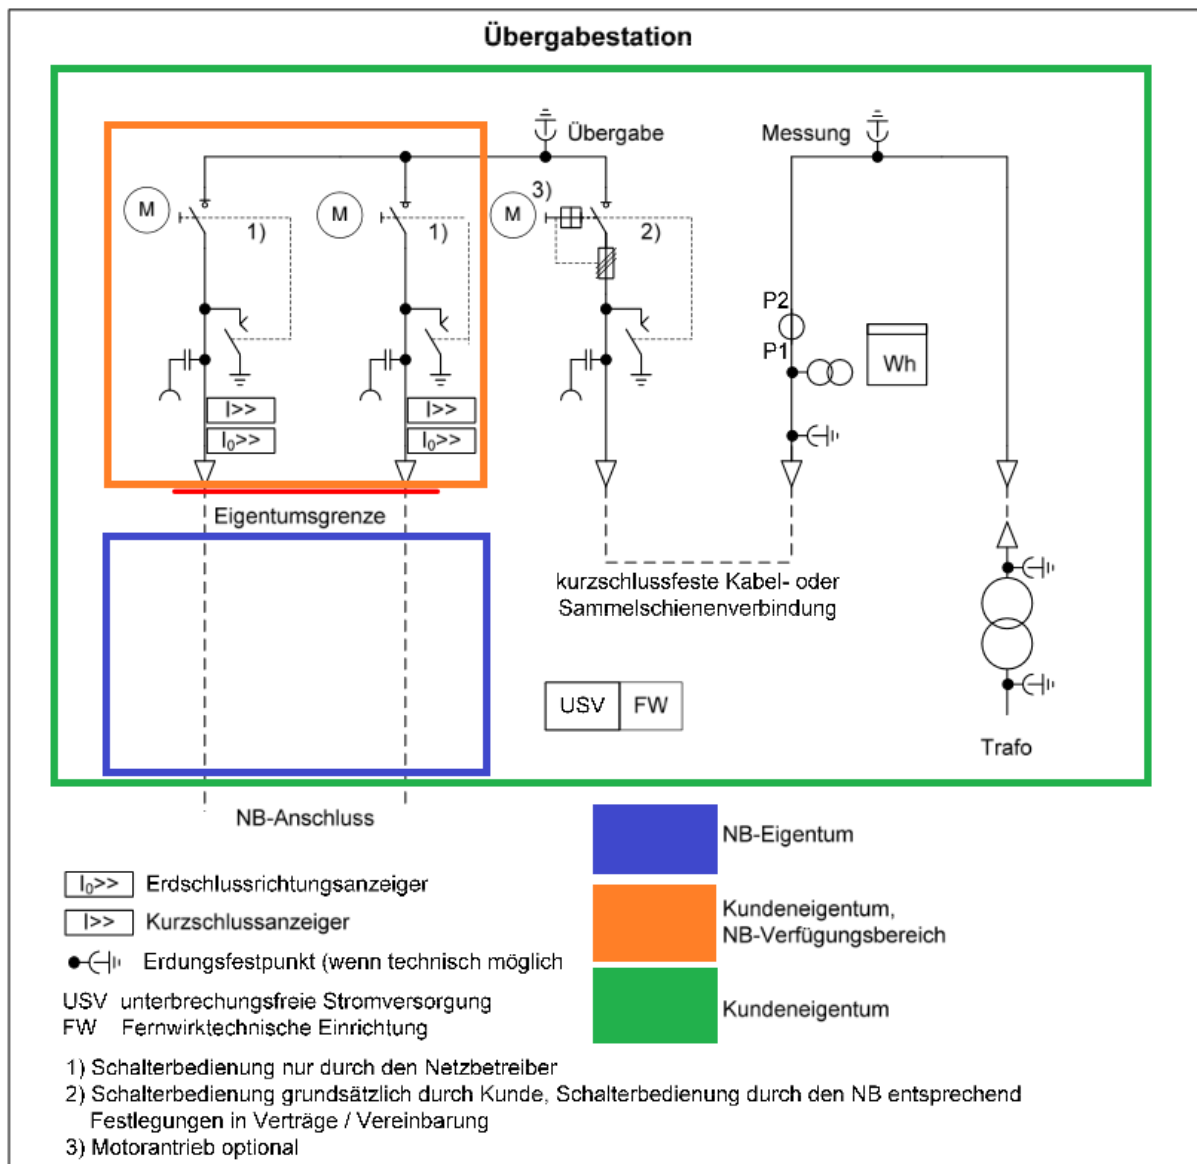 Übergabestation
Übergabe
Messung
M
1)
M
1)
3)
M
2)
P2
P1
Wh
I>>
I₀>>
I>>
I₀>>
Eigentumsgrenze
kurzschlussfeste Kabel- oder
Sammelschienenverbindung
USV
FW
Trafo
NB-Anschluss
NB-Eigentum
Kundeneigentum,
NB-Verfügungsbereich
Kundeneigentum
I₀>> Erdschlussrichtungsanzeiger
I>> Kurzschlussanzeiger
Erdungsfestpunkt (wenn technisch möglich
USV unterbrechungsfreie Stromversorgung
FW Fernwirktechnische Einrichtung
1) Schalterbedienung nur durch den Netzbetreiber
2) Schalterbedienung grundsätzlich durch Kunde, Schalterbedienung durch den NB entsprechend
Festlegungen in Verträge / Vereinbarung
3) Motorantrieb optional